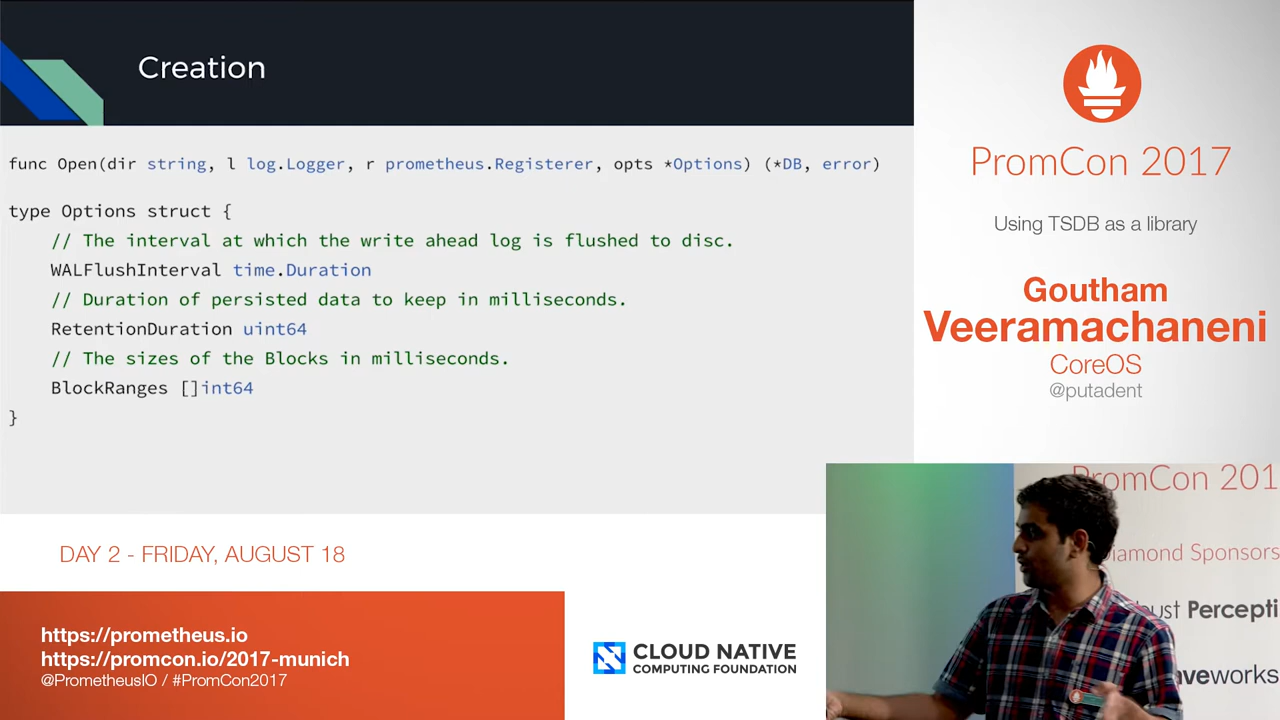 Creation
func Open(dir string, l log.Logger, r prometheus.Registerer, opts *Options) (*DB, error)
type Options struct {
// The interval at which the write ahead log is flushed to disc.
WALFlushInterval time.Duration
// Duration of persisted data to keep in milliseconds.
RetentionDuration uint64
// The sizes of the Blocks in milliseconds.
BlockRanges []int64
}
PromCon 2017
Using TSDB as a library
Goutham
Veeramachaneni
CoreOS
@putadent
DAY 2 - FRIDAY, AUGUST 18
https://prometheus.io
https://promcon.io/2017-munich
@PrometheusIO / #PromCon2017
CLOUD NATIVE
COMPUTING FOUNDATION
PromCon 201
Diamond Sponsors
ust Percepti
aveworks